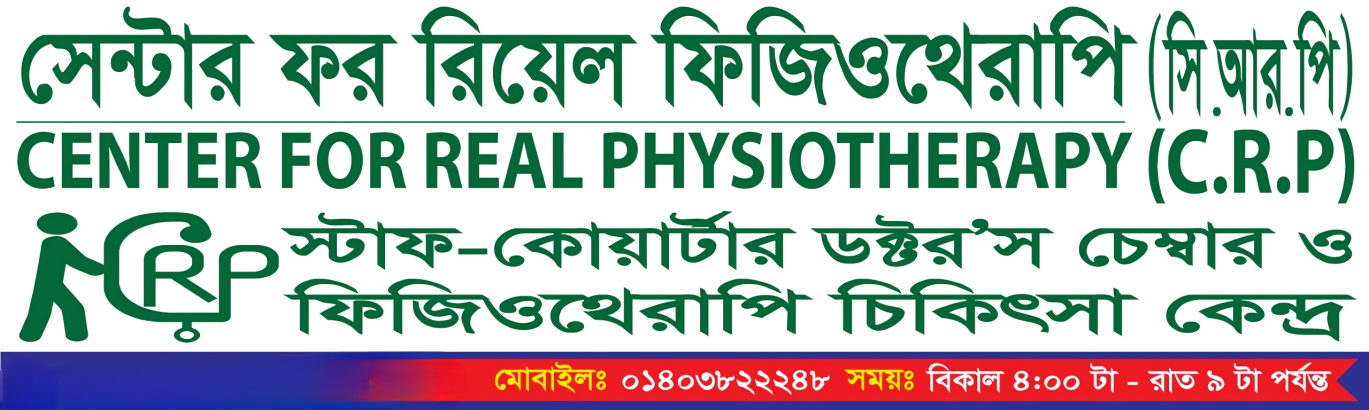 সেন্টার ফর রিয়েল ফিজিওথেরাপি (সি.আর.পি)
CENTER FOR REAL PHYSIOTHERAPY (C.R.P)
CRP
স্টাফ-কোয়ার্টার ডক্টর'স চেম্বার ও
ফিজিওথেরাপি চিকিৎসা কেন্দ্র
মোবাইলঃ ০১৪০৩৮২২২৪৮ সময়ঃ বিকাল ৪:০০ টা - রাত ৯ টা পর্যন্ত